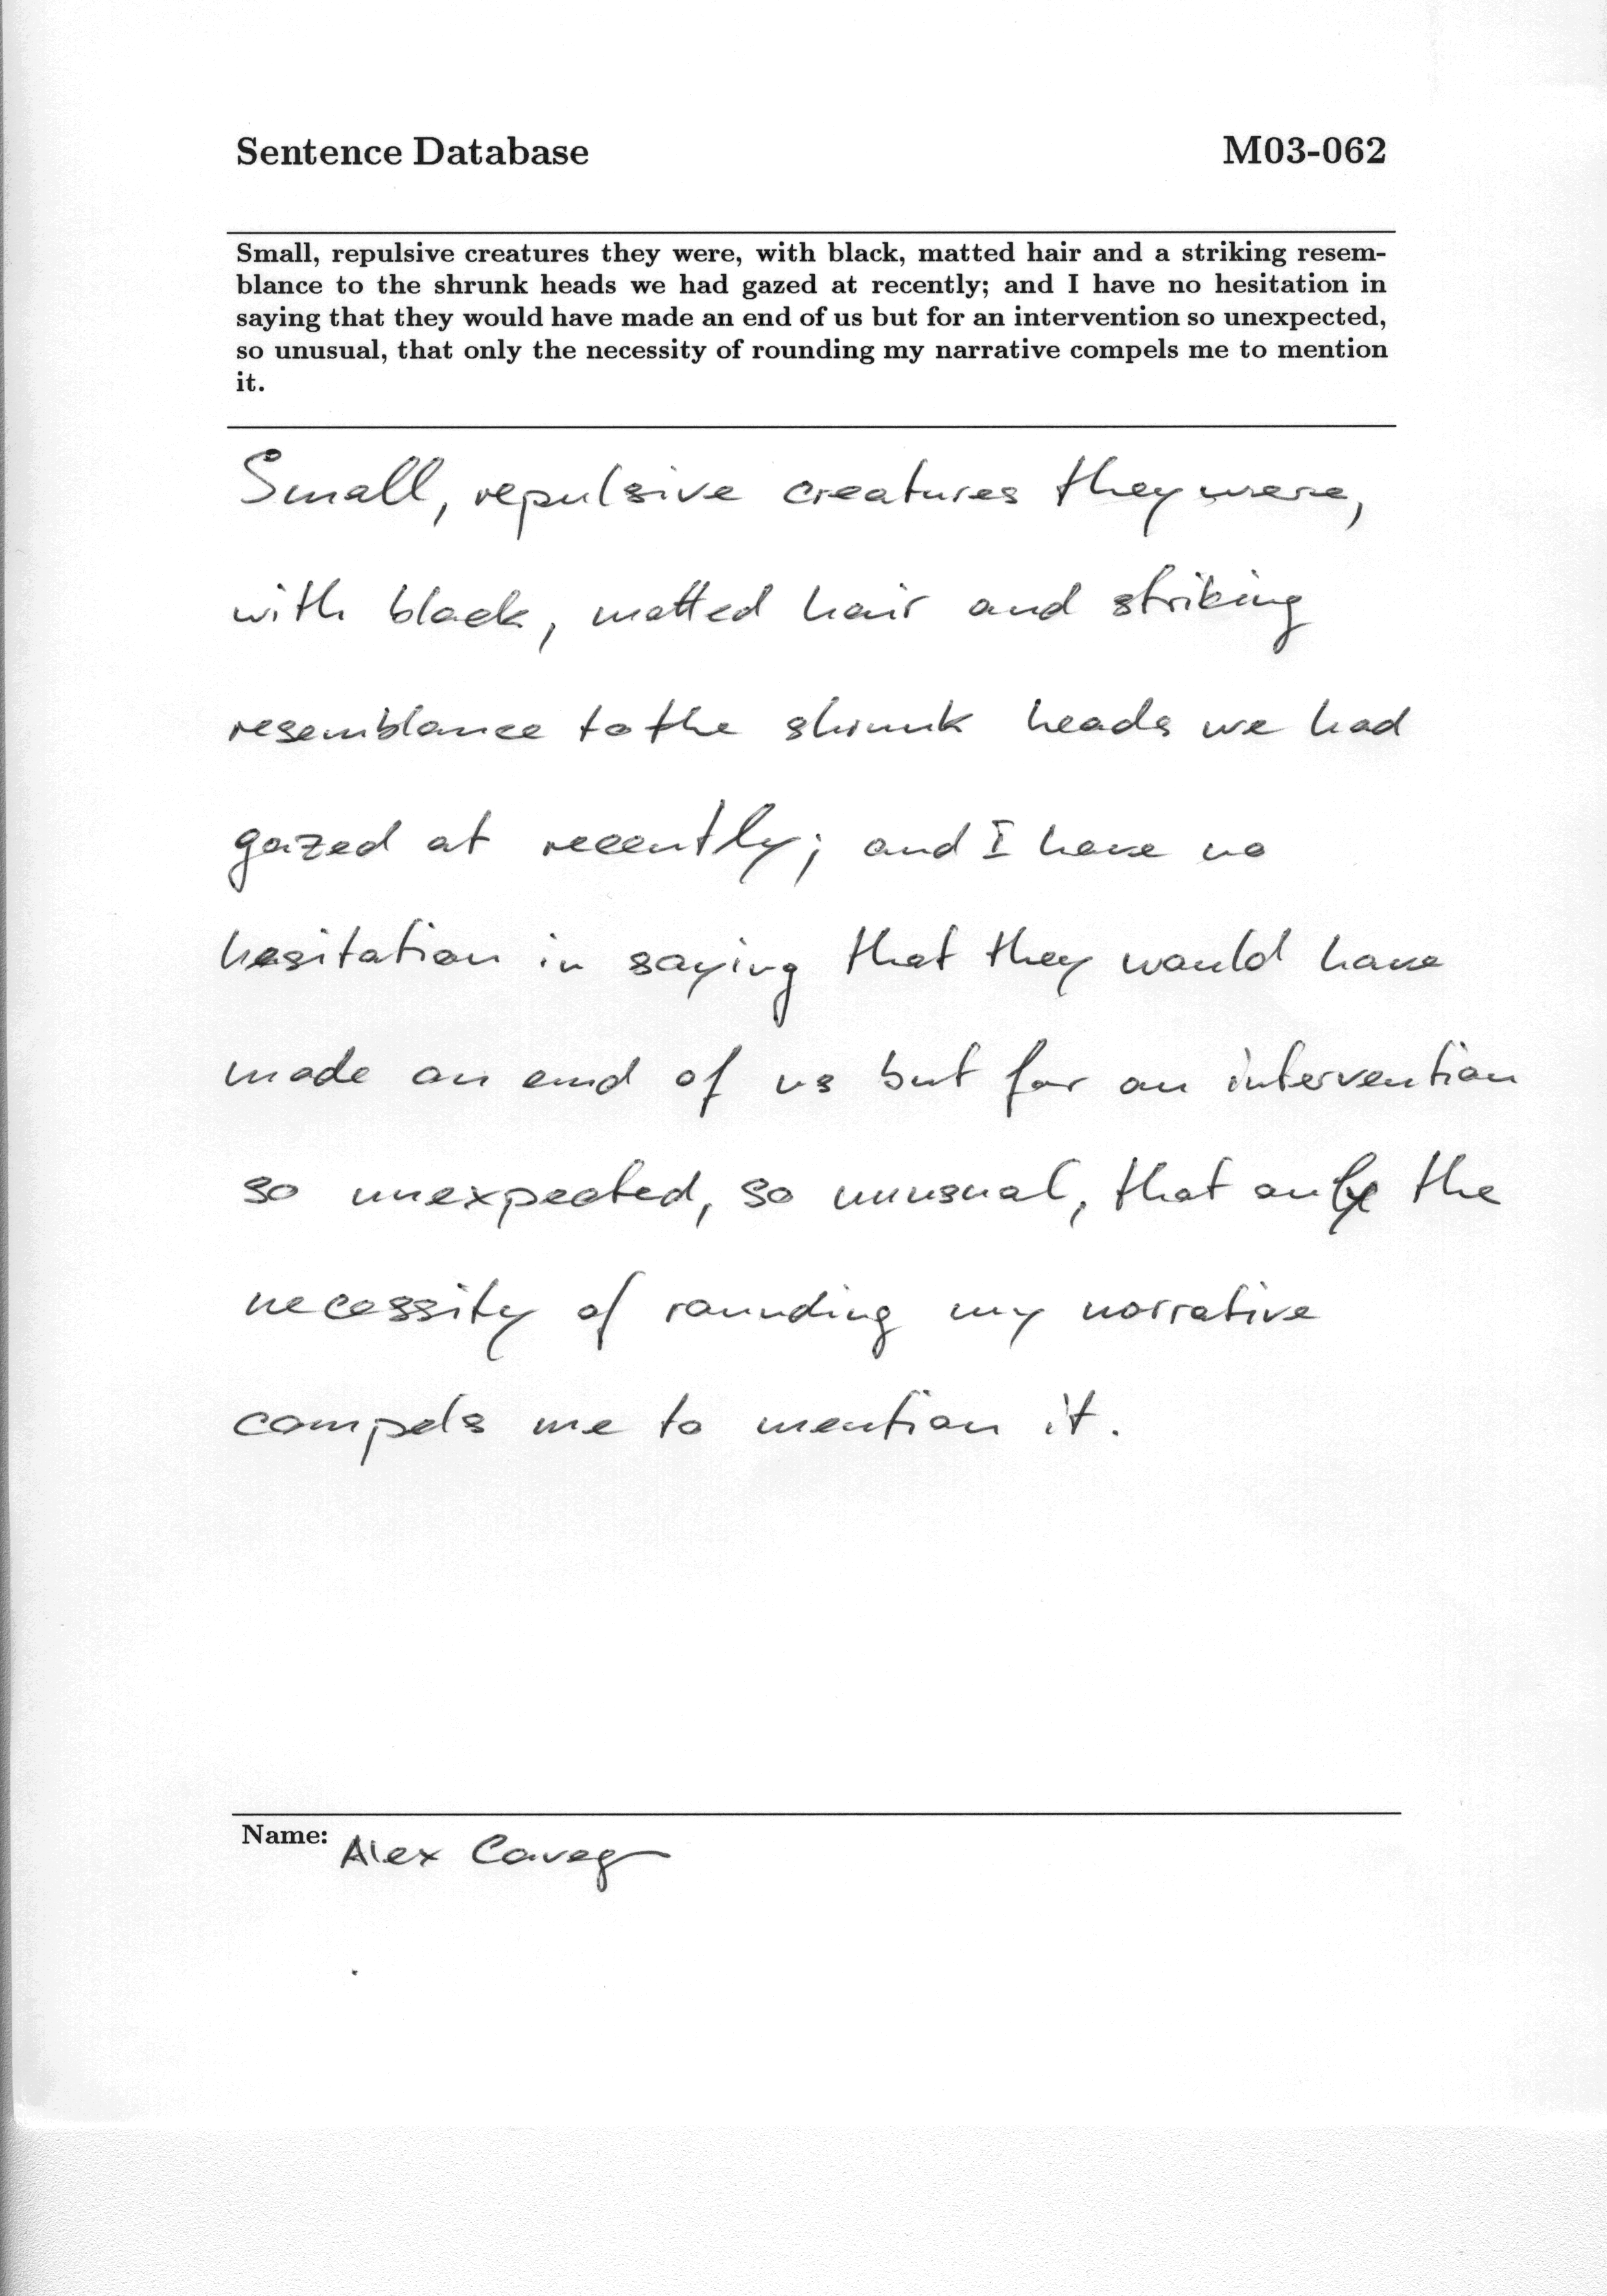 Sentence Database M03-062
Small, repulsive creatures they were, with black, matted hair and a striking resem-
blance to the shrunk heads we had gazed at recently; and I have no hesitation in
saying that they would have made an end of us but for an intervention so unexpected,
so unusual, that only the necessity of rounding my narrative compels me to mention
it.
Small, repulsive creatures they were,
with black, matted hair and striking
resemblance to the shrunk heads we had
gazed at recently; and I have no
hesitation in saying that they would have
made an end of us but for an intervention
so unexpected, so unusual, that only the
necessity of rounding my narrative
compels me to mention it.
Name: Alex